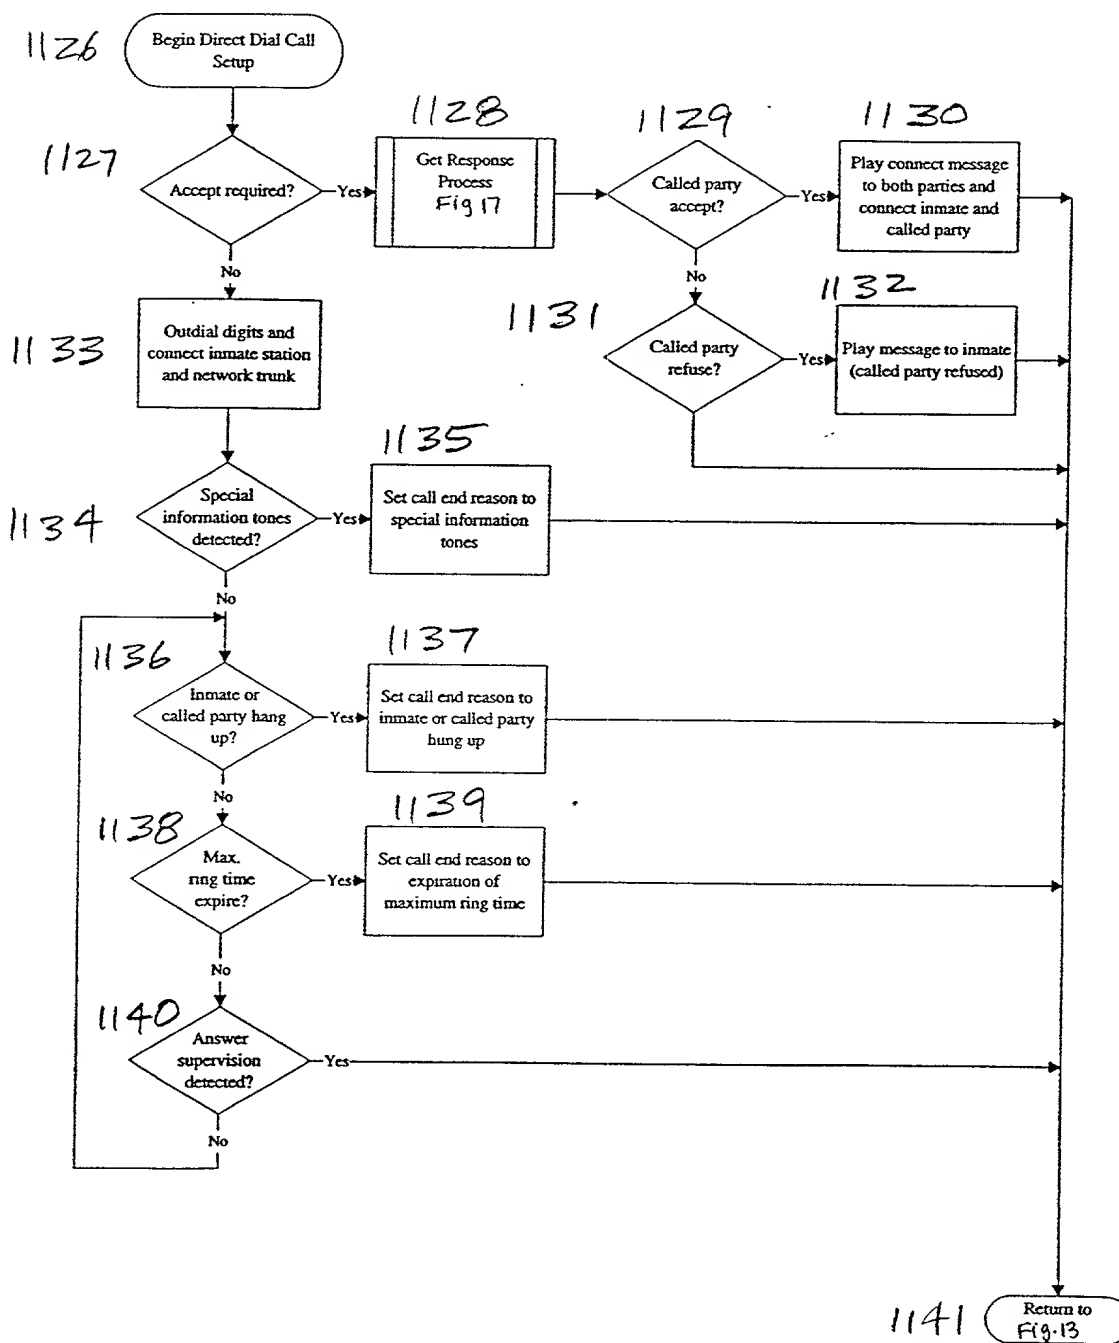 1126
Begin Direct Dial Call
Setup
1127
Accept required?
Yes
1128
Get Response
Process
Fig 17
1129
Called party
accept?
Yes
1130
Play connect message
to both parties and
connect inmate and
called party
No
No
1131
Called party
refuse?
Yes
1132
Play message to inmate
(called party refused)
1133
Outdial digits and
connect inmate station
and network trunk
1134
Special
information tones
detected?
Yes
1135
Set call end reason to
special information
tones
No
1136
Inmate or
called party hang
up?
Yes
1137
Set call end reason to
inmate or called party
hung up
No
1138
Max.
ring time
expire?
Yes
1139
Set call end reason to
expiration of
maximum ring time
No
1140
Answer
supervision
detected?
Yes
No
1141
Return to
Fig.13